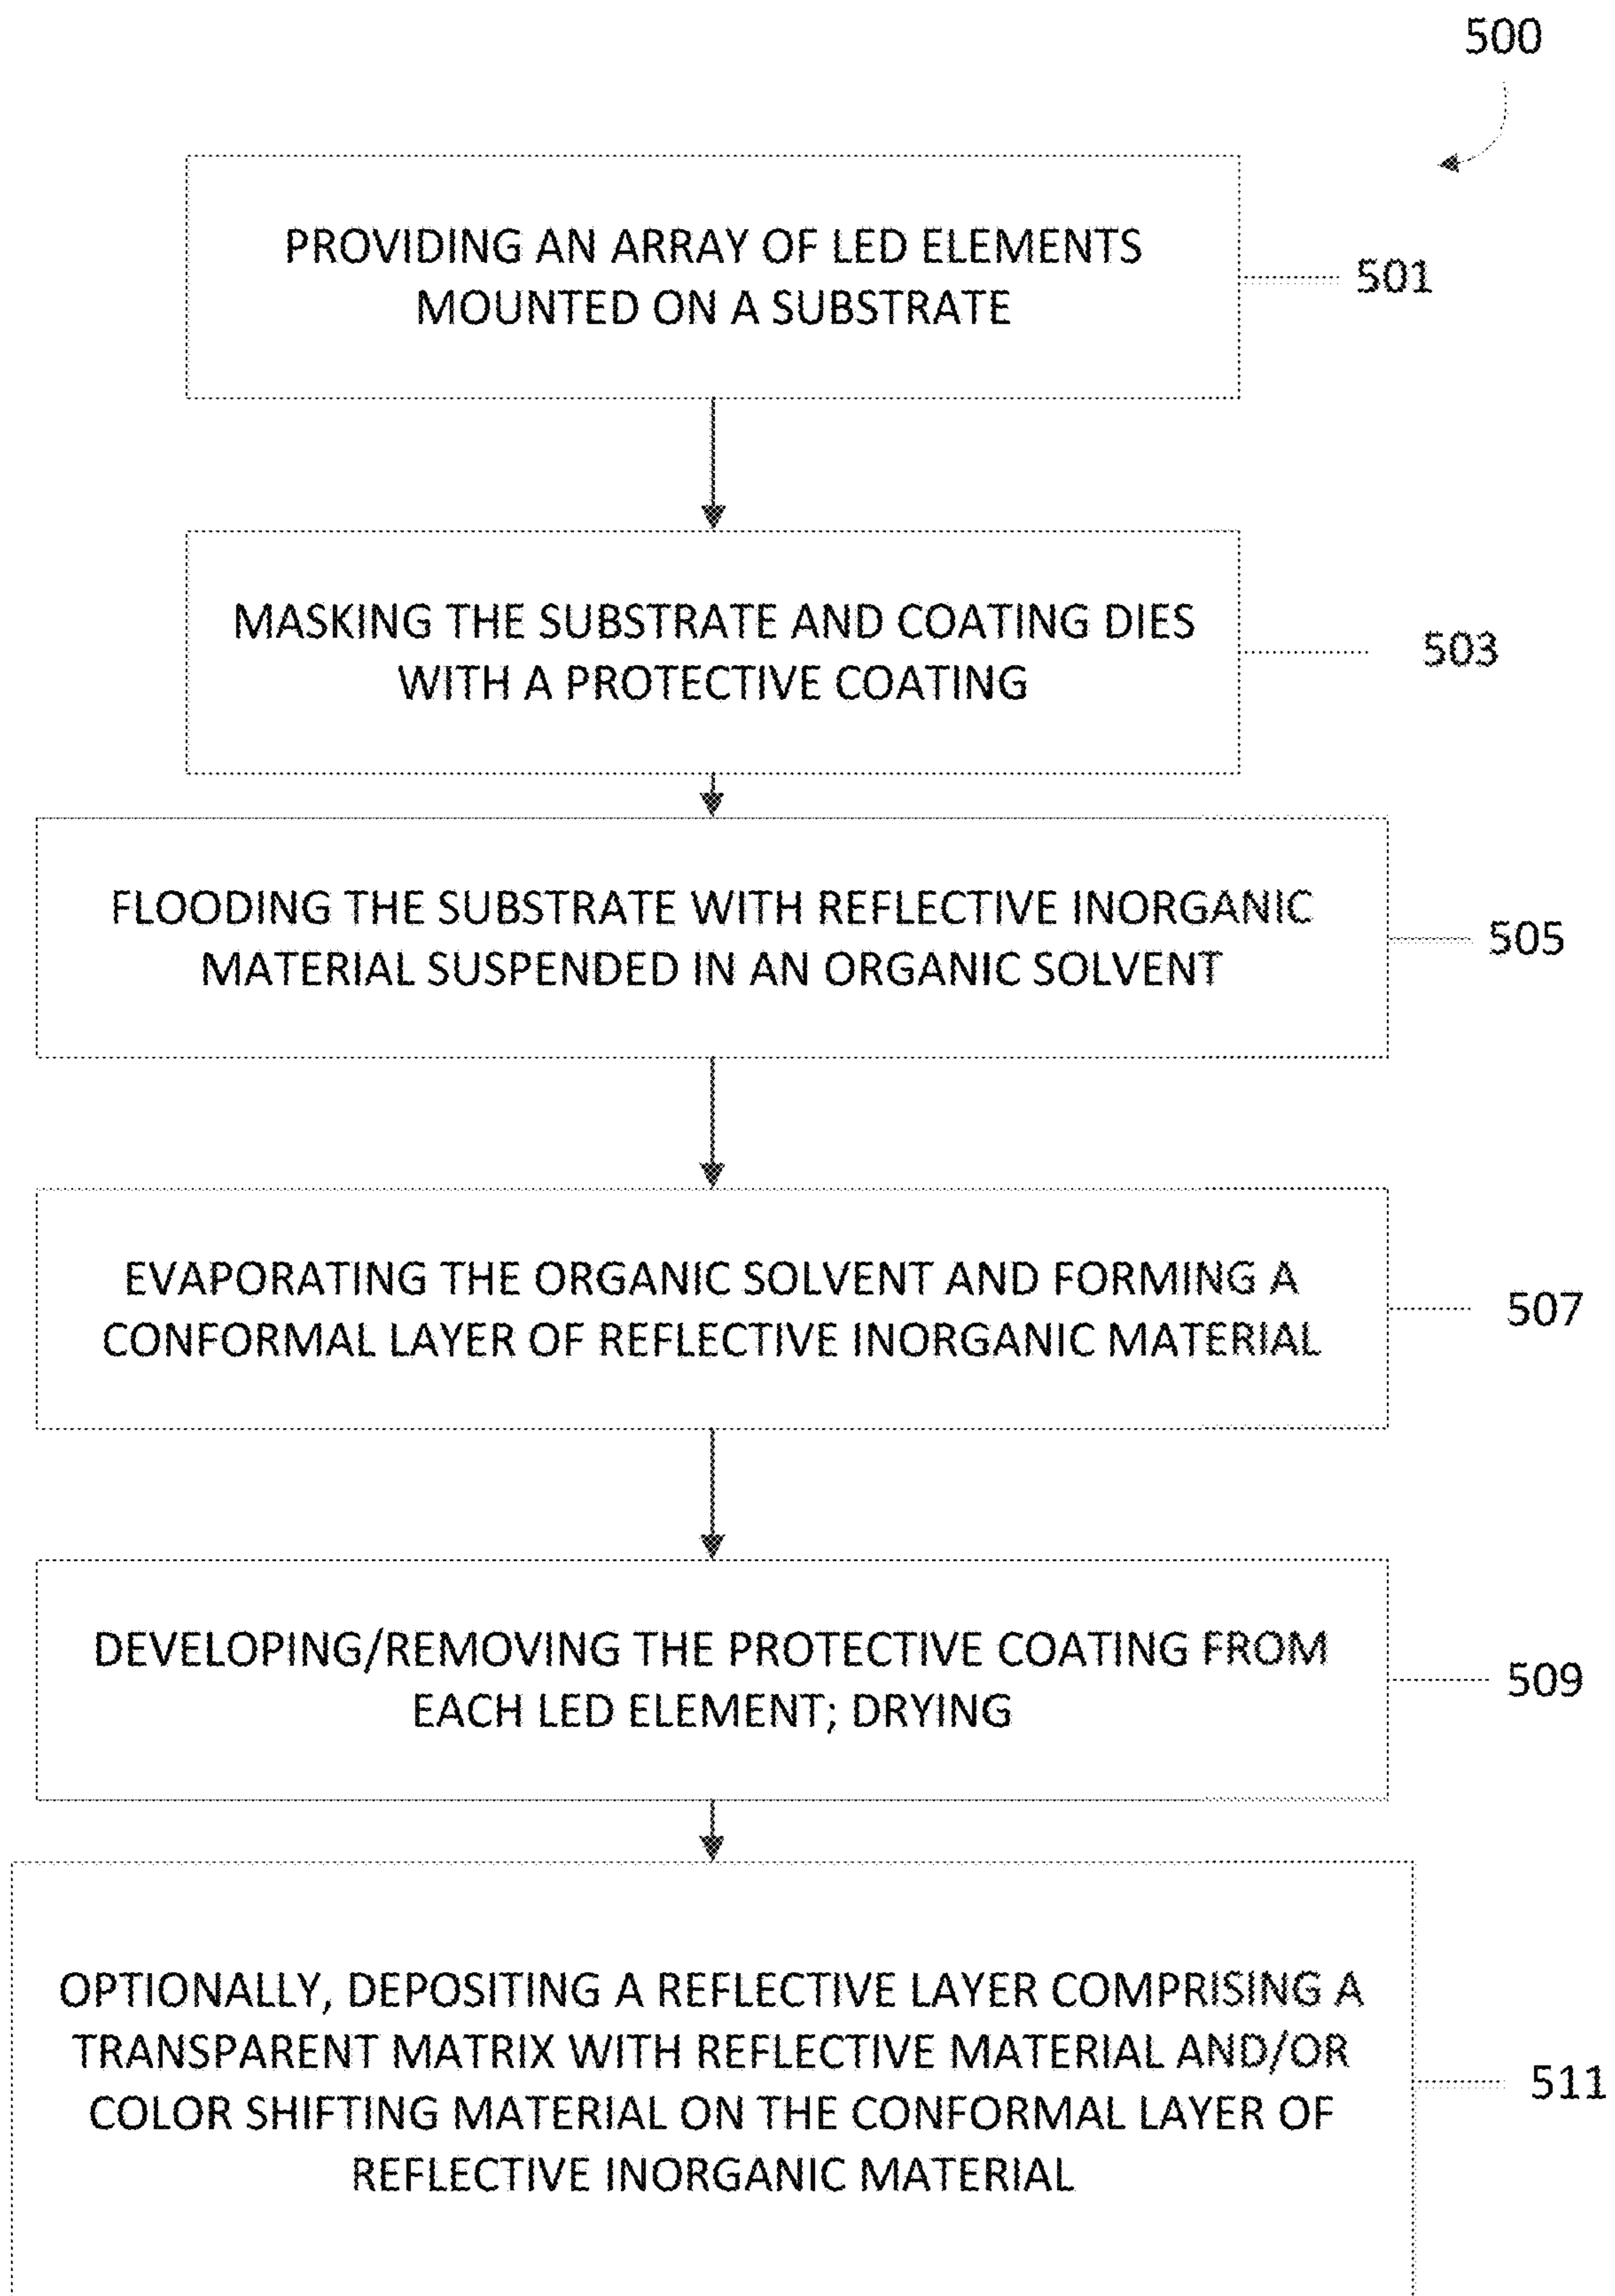 500
PROVIDING AN ARRAY OF LED ELEMENTS
MOUNTED ON A SUBSTRATE
501
MASKING THE SUBSTRATE AND COATING DIES
WITH A PROTECTIVE COATING
503
FLOODING THE SUBSTRATE WITH REFLECTIVE INORGANIC
MATERIAL SUSPENDED IN AN ORGANIC SOLVENT
505
EVAPORATING THE ORGANIC SOLVENT AND FORMING A
CONFORMAL LAYER OF REFLECTIVE INORGANIC MATERIAL
507
DEVELOPING/REMOVING THE PROTECTIVE COATING FROM
EACH LED ELEMENT; DRYING
509
OPTIONALLY, DEPOSITING A REFLECTIVE LAYER COMPRISING A
TRANSPARENT MATRIX WITH REFLECTIVE MATERIAL AND/OR
COLOR SHIFTING MATERIAL ON THE CONFORMAL LAYER OF
REFLECTIVE INORGANIC MATERIAL
511